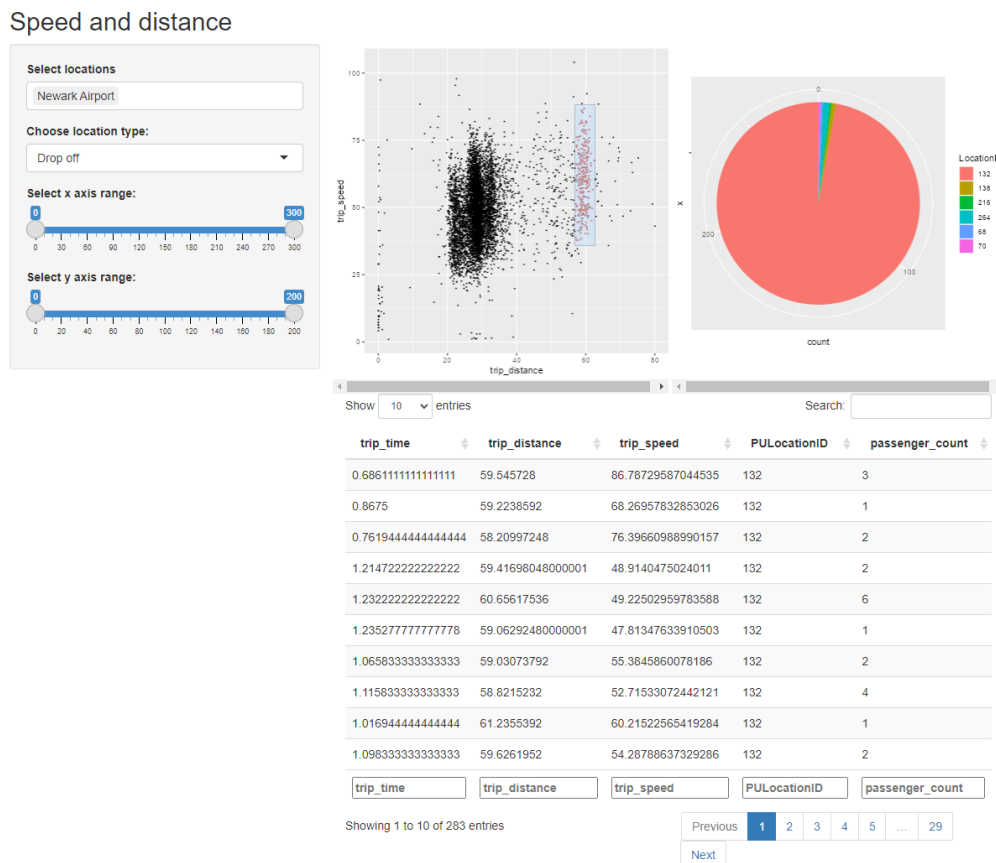 Speed and distance
Select locations
Newark Airport
Choose location type:
Drop off
Select x axis range:
0 300
0 30 60 90 120 150 180 210 240 270 300
Select y axis range:
0 200
0 20 40 60 80 100 120 140 160 180 200
100
75
50
25
0
trip_speed
0 20 40 60 80
trip_distance
0
100
200
x
count
LocationI
132
138
216
264
68
70
Show 10 entries
Search:
trip_time trip_distance trip_speed PULocationID passenger_count
0.6861111111111111 59.545728 86.78729587044535 132 3
0.8675 59.2238592 68.26957832853026 132 1
0.7619444444444444 58.20997248 76.39660988990157 132 2
1.214722222222222 59.41698048000001 48.9140475024011 132 2
1.232222222222222 60.65617536 49.22502959783588 132 6
1.235277777777778 59.06292480000001 47.81347633910503 132 1
1.065833333333333 59.03073792 55.3845860078186 132 2
1.115833333333333 58.8215232 52.71533072442121 132 4
1.016944444444444 61.2355392 60.21522565419284 132 1
1.098333333333333 59.6261952 54.28788637329286 132 2
trip_time trip_distance trip_speed PULocationID passenger_count
Showing 1 to 10 of 283 entries
Previous 1 2 3 4 5 … 29
Next